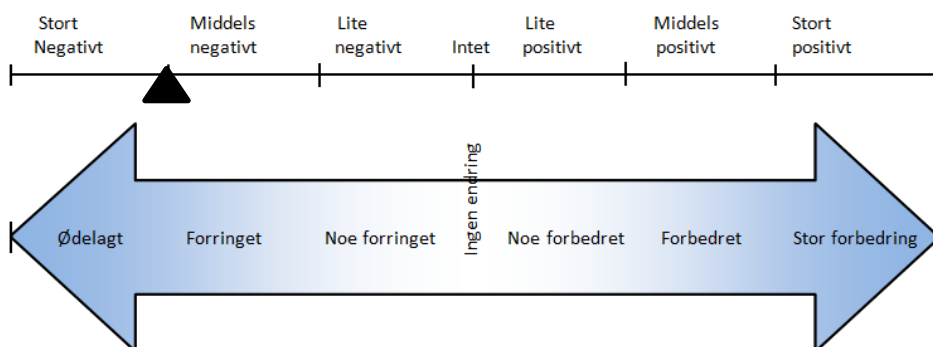 Stort
Negativt
Middels
negativt
Lite
negativt
Intet
Lite
positivt
Middels
positivt
Stort
positivt
Ødelagt
Forringet
Noe forringet
Ingen endring
Noe forbedret
Forbedret
Stor forbedring